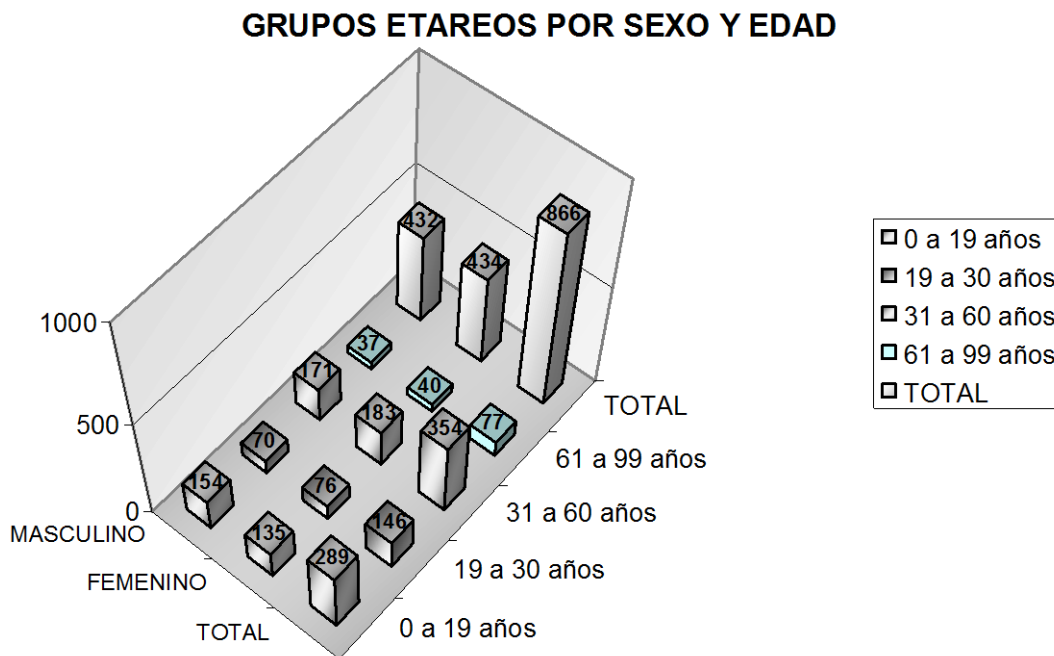 GRUPOS ETAREOS POR SEXO Y EDAD
1000
500
0
MASCULINO
FEMENINO
TOTAL
432
434
866
37
40
77
171
183
354
70
76
146
154
135
289
TOTAL
61 a 99 años
31 a 60 años
19 a 30 años
0 a 19 años
0 a 19 años
19 a 30 años
31 a 60 años
61 a 99 años
TOTAL